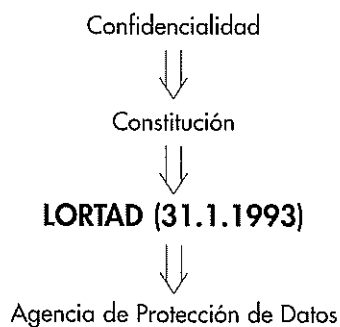 Confidencialidad
Constitución
LORTAD (31.1.1993)
Agencia de Protección de Datos